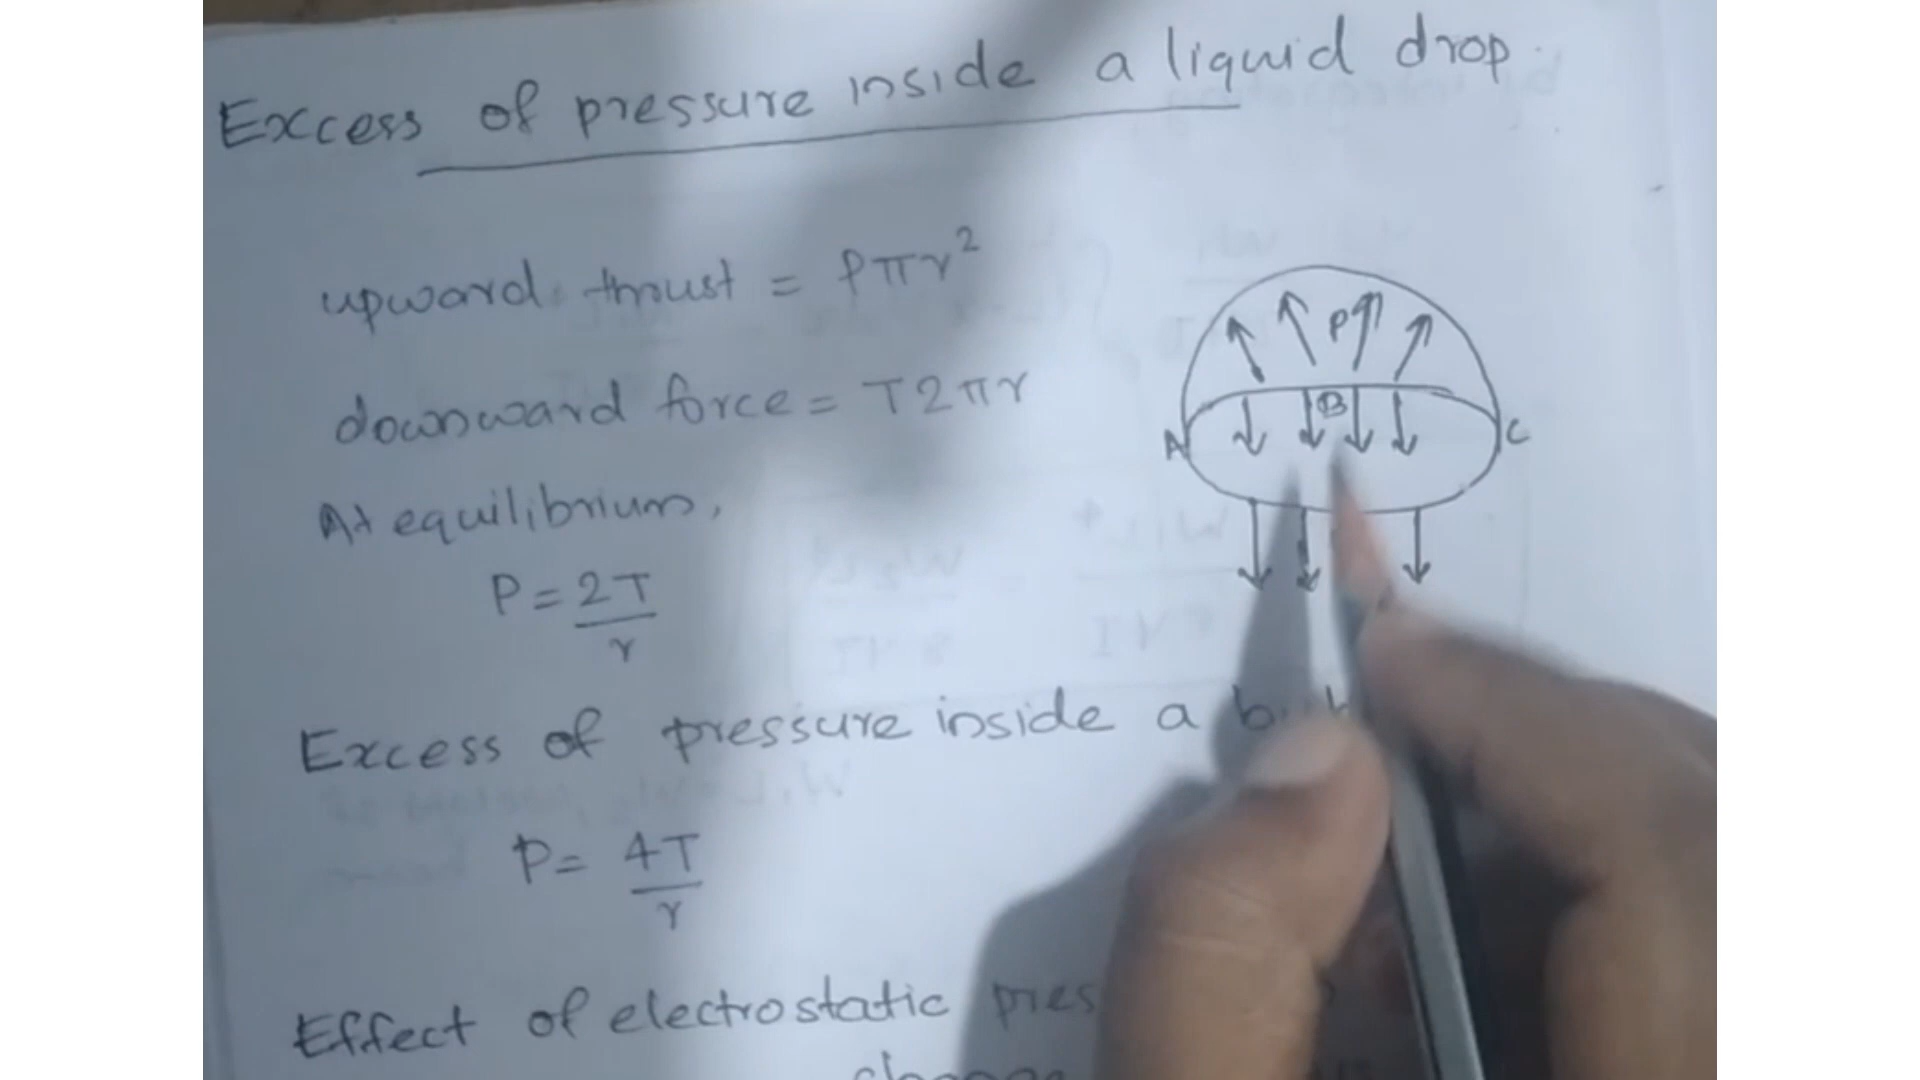 Excess of pressure inside a liquid drop.
upward thrust = Pπr²
downward force = T2πr
At equilibrium,
P = 2T
r
P
B
A
C
Excess of pressure inside a
P = 4T
r
Effect of electrostatic